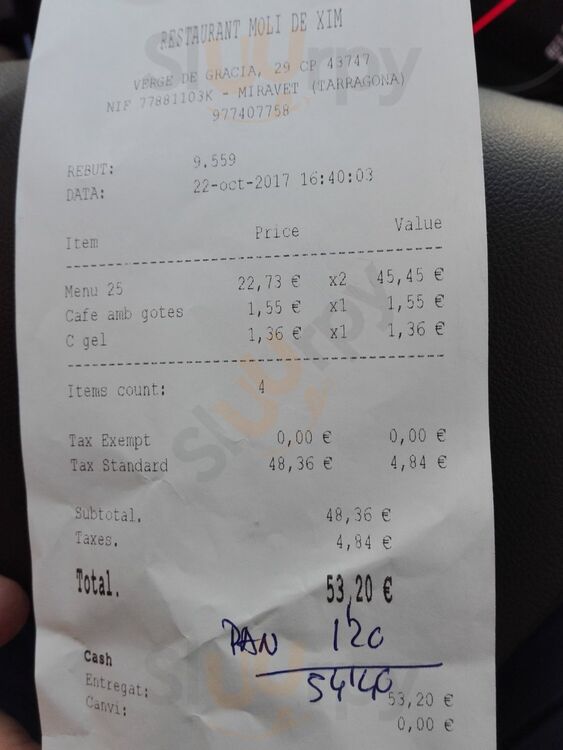 RESTAURANT MOLI DE XIM
VERGE DE GRACIA, 29 CP 43747
NIF 77881103K - MIRAVET (TARRAGONA)
977407758
REBUT: 9.559
DATA: 22-oct-2017 16:40:03
Item Price Value
Menu 25 22,73 € x2 45,45 €
Cafe amb gotes 1,55 € x1 1,55 €
C gel 1,36 € x1 1,36 €
Items count: 4
Tax Exempt 0,00 € 0,00 €
Tax Standard 48,36 € 4,84 €
Subtotal. 48,36 €
Taxes. 4,84 €
Total. 53,20 €
PAN 1'20
54'40
Cash
Entregat: 53,20 €
Canvi: 0,00 €
Sluurpy
Sluurpy
Sluurpy